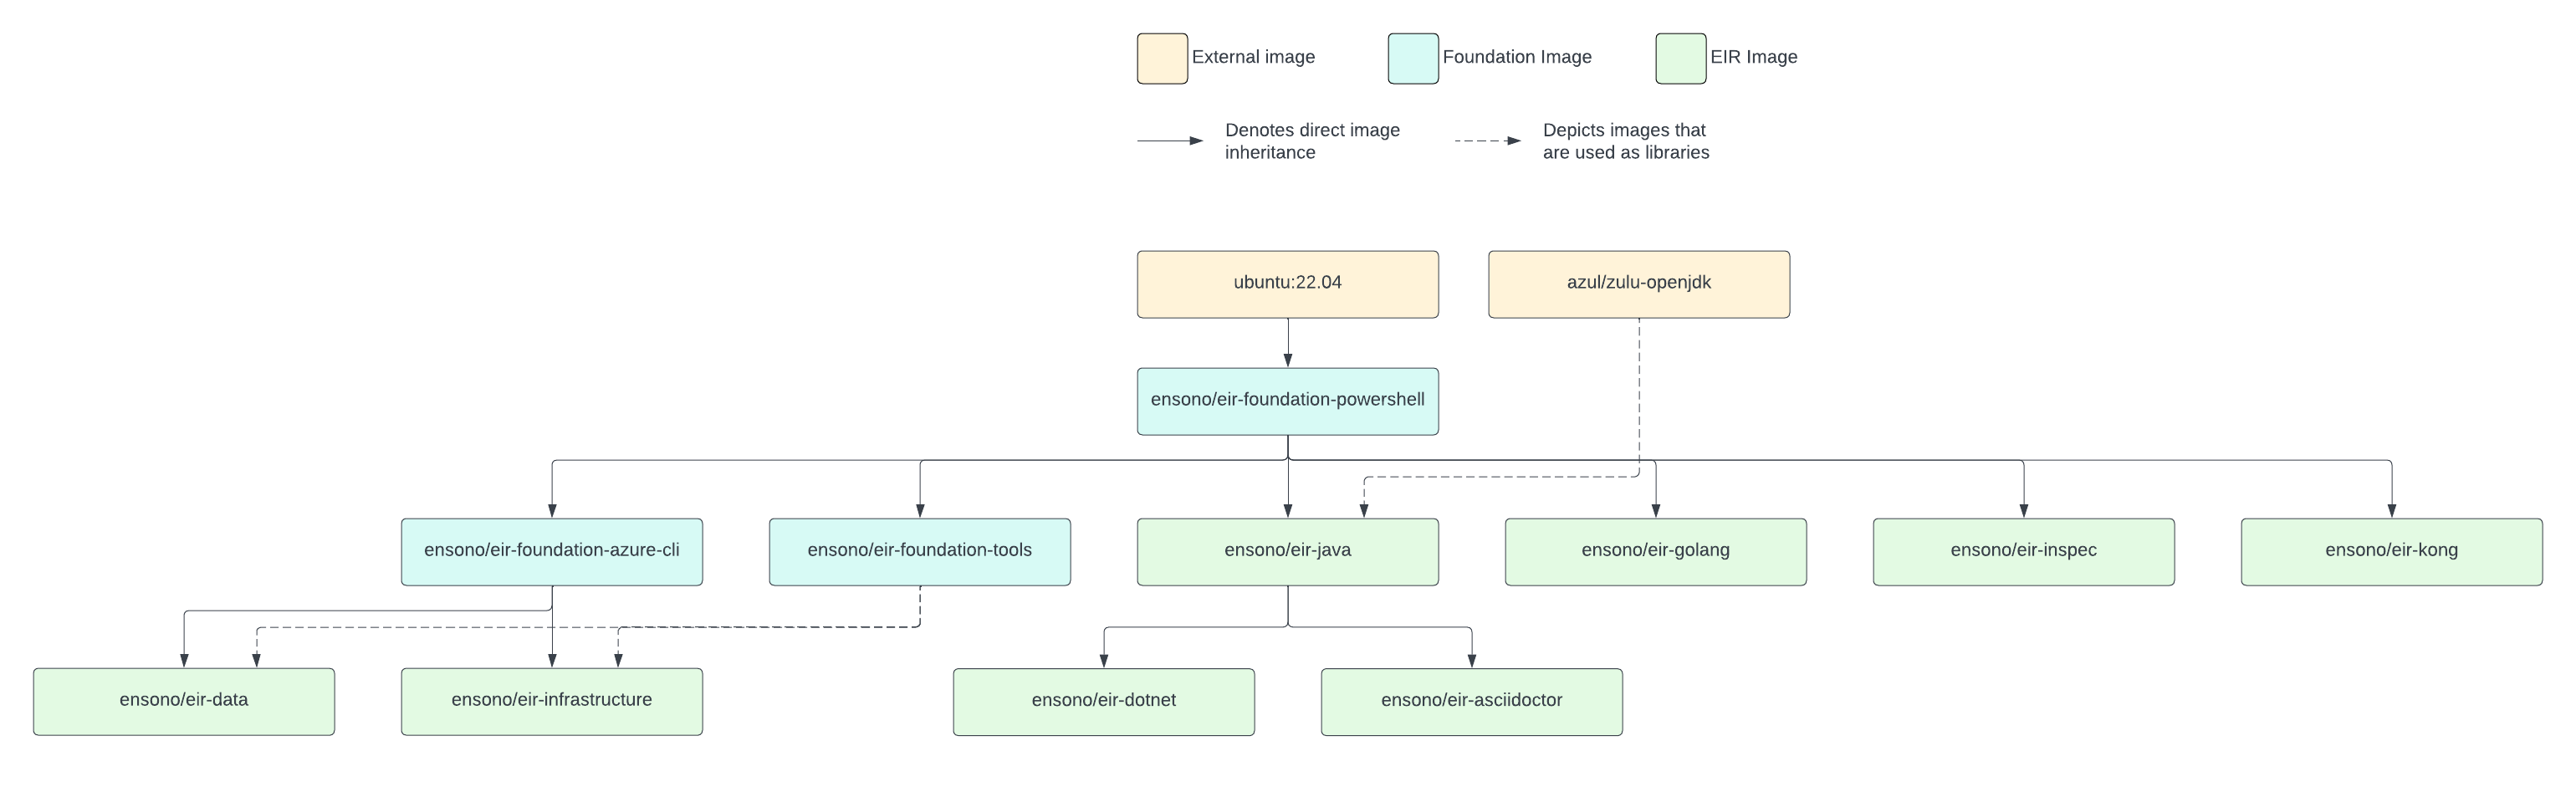 External image
Foundation Image
EIR Image
Denotes direct image
inheritance
Depicts images that
are used as libraries
ubuntu:22.04
azul/zulu-openjdk
ensono/eir-foundation-powershell
ensono/eir-foundation-azure-cli
ensono/eir-foundation-tools
ensono/eir-java
ensono/eir-golang
ensono/eir-inspec
ensono/eir-kong
ensono/eir-data
ensono/eir-infrastructure
ensono/eir-dotnet
ensono/eir-asciidoctor